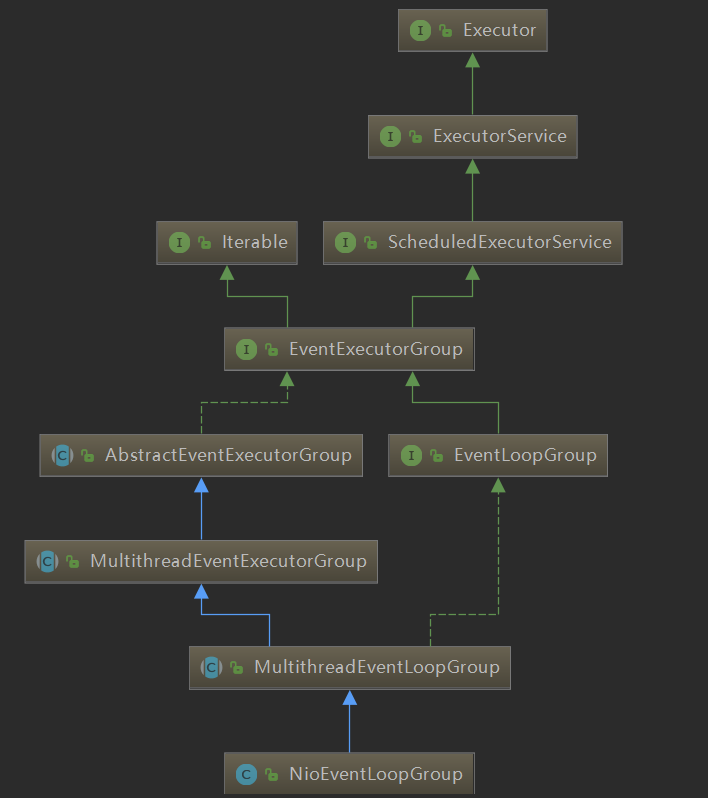 I Executor
I ExecutorService
I Iterable
I ScheduledExecutorService
I EventExecutorGroup
C AbstractEventExecutorGroup
I EventLoopGroup
C MultithreadEventExecutorGroup
C MultithreadEventLoopGroup
C NioEventLoopGroup